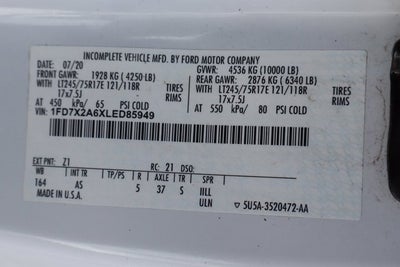 INCOMPLETE VEHICLE MFD. BY FORD MOTOR COMPANY
DATE: 07/20 GVWR: 4536 KG (10000 LB)
FRONT GAWR: 1928 KG ( 4250 LB) REAR GAWR: 2876 KG ( 6340 LB)
WITH LT245/75R17E 121/118R TIRES WITH LT245/75R17E 121/118R TIRES
17x7.5J RIMS 17x7.5J RIMS
AT 450 kPa/ 65 PSI COLD AT 550 kPa/ 80 PSI COLD
VIN: 1FD7X2A6XLED85949
EXT PNT: Z1 RC: 21 DSO:
WB INT TR TP/PS R AXLE TR SPR
164 AS 5 37 S IILL
MADE IN U.S.A. ULN ▽ 5U5A-3520472-AA